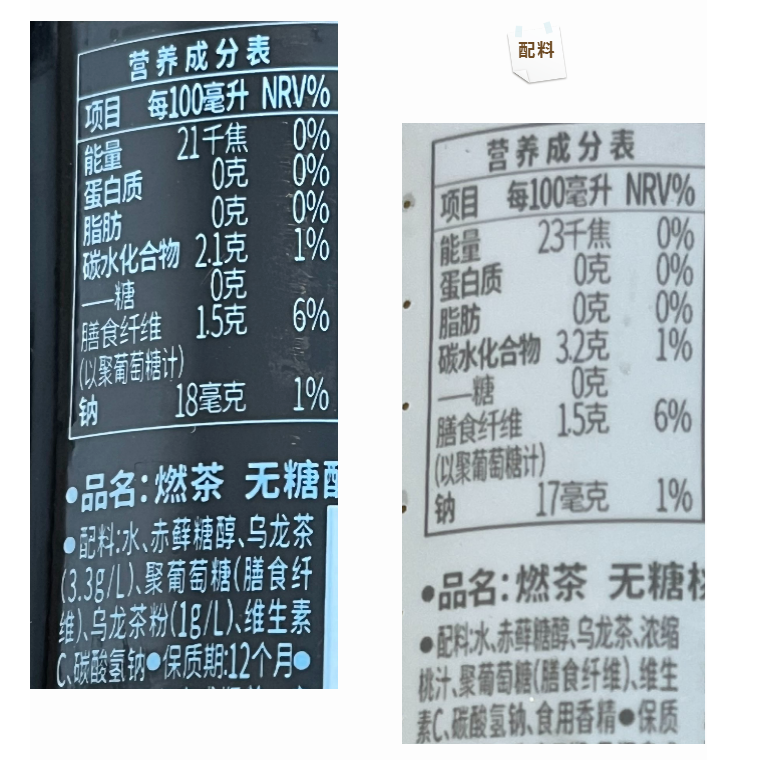 营养成分表
项目 每100毫升 NRV%
能量 21千焦 0%
蛋白质 0克 0%
脂肪 0克 0%
碳水化合物 2.1克 1%
——糖 0克
膳食纤维 1.5克 6%
(以聚葡萄糖计)
钠 18毫克 1%
●品名:燃茶 无糖醇
●配料:水、赤藓糖醇、乌龙茶
(3.3g/L)、聚葡萄糖(膳食纤
维)、乌龙茶粉(1g/L)、维生素
C、碳酸氢钠●保质期:12个月●
配料
营养成分表
项目 每100毫升 NRV%
能量 23千焦 0%
蛋白质 0克 0%
脂肪 0克 0%
碳水化合物 3.2克 1%
——糖 0克
膳食纤维 1.5克 6%
(以聚葡萄糖计)
钠 17毫克 1%
●品名:燃茶 无糖
●配料:水、赤藓糖醇、乌龙茶、浓缩
桃汁、聚葡萄糖(膳食纤维)、维生
素C、碳酸氢钠、食用香精●保质